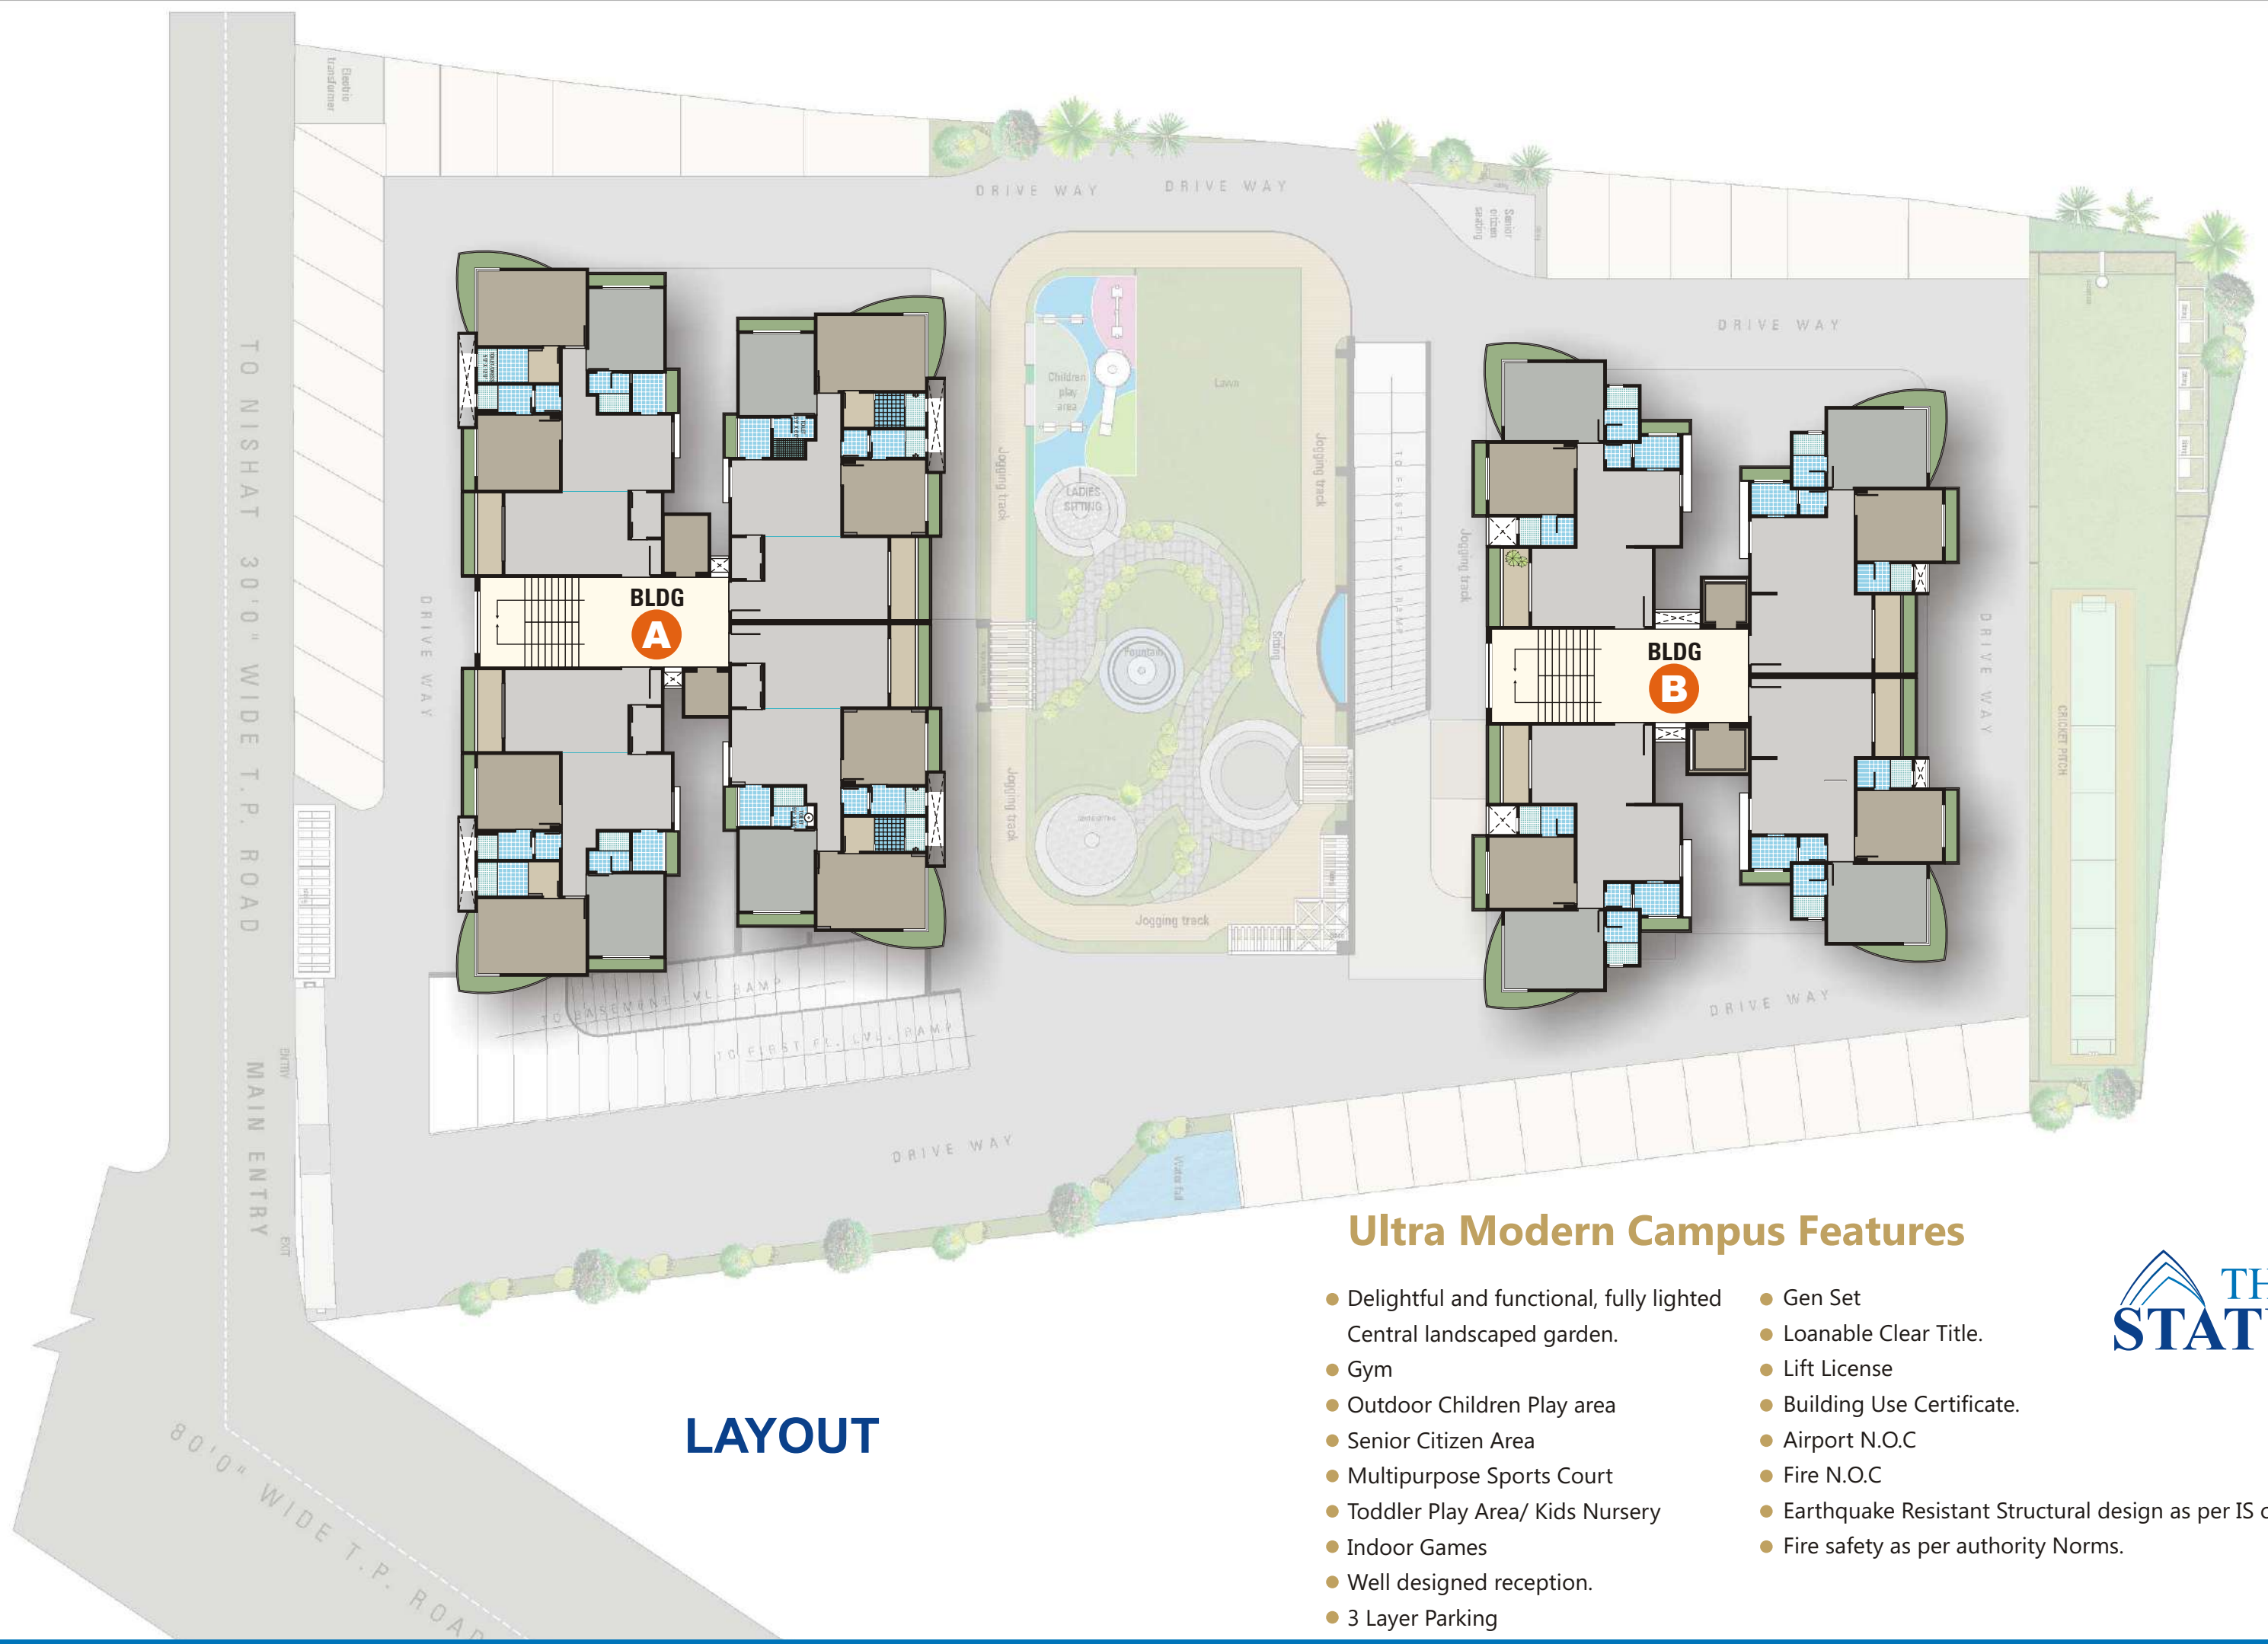 Electric
transformer
DRIVE WAY
DRIVE WAY
Senior
citizen
seating
DRIVE WAY
TO NISHAT 30'0" WIDE T.P. ROAD
DRIVE WAY
BLDG
A
Children
play
area
Lawn
LADIES
SITTING
Jogging track
Jogging track
Fountain
Sitting
Jogging track
Jogging track
TO FIRST FL. LVL. RAMP
Jogging track
BLDG
B
DRIVE WAY
CRICKET PITCH
TO BASEMENT LVL. RAMP
TO FIRST FL. LVL. RAMP
DRIVE WAY
ENTRY
MAIN ENTRY
EXIT
DRIVE WAY
Water fall
80'0" WIDE T.P. ROAD
LAYOUT
Ultra Modern Campus Features
Delightful and functional, fully lighted
Central landscaped garden.
Gym
Outdoor Children Play area
Senior Citizen Area
Multipurpose Sports Court
Toddler Play Area/ Kids Nursery
Indoor Games
Well designed reception.
3 Layer Parking
Gen Set
Loanable Clear Title.
Lift License
Building Use Certificate.
Airport N.O.C
Fire N.O.C
Earthquake Resistant Structural design as per IS
Fire safety as per authority Norms.
TH
STAT